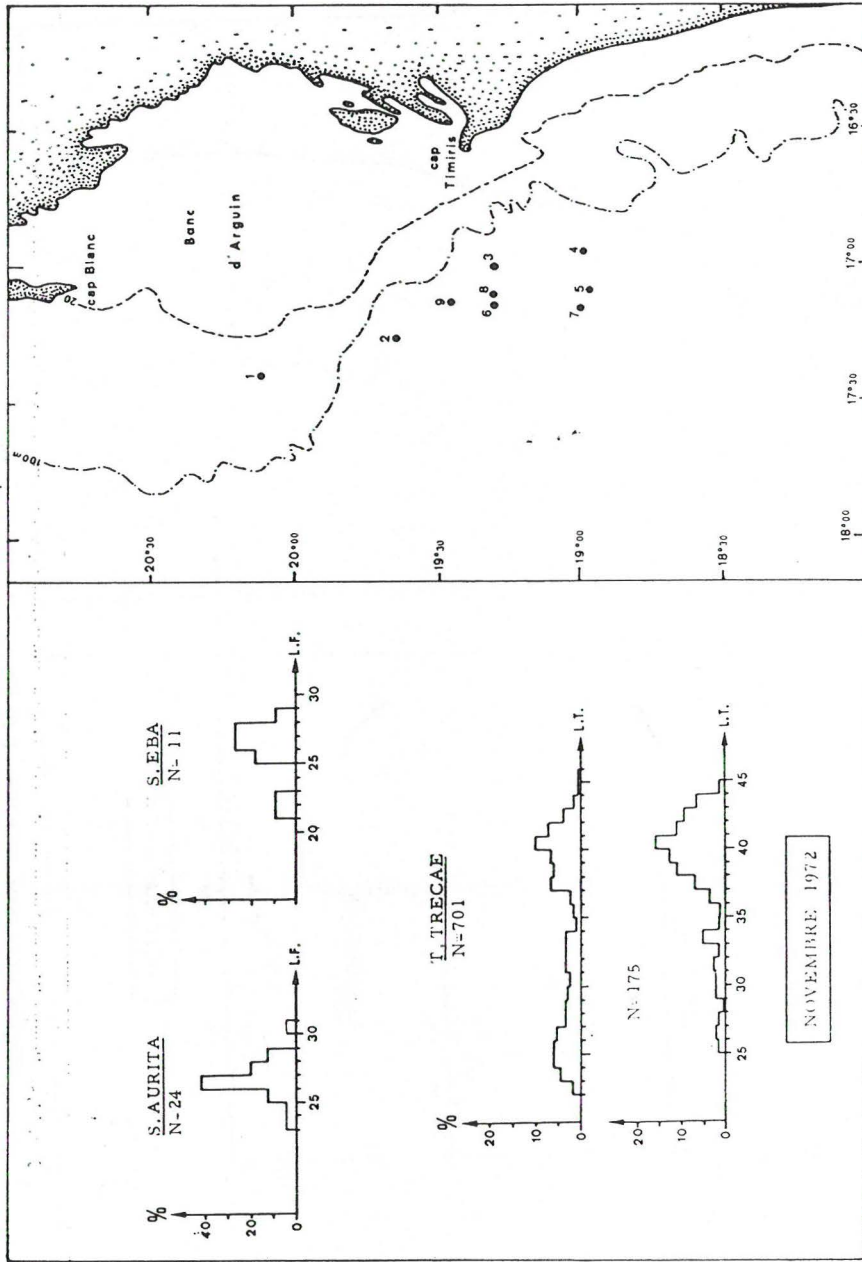 S. AURITA
N=24
%
40
20
0
25
30
L.F.
S. EBA
N= 11
%
20
25
30
L.F.
T. TRECAE
N=701
%
20
10
0
L.T.
N=175
20
10
0
25
30
35
40
45
L.T.
NOVEMBRE 1972
20°30
20°00
19°30
19°00
18°30
18°00
17°30
17°00
16°30
100m
20
cap Blanc
Banc
d'Arguin
cap
Timiris
1
2
9
6
8
3
7
5
4